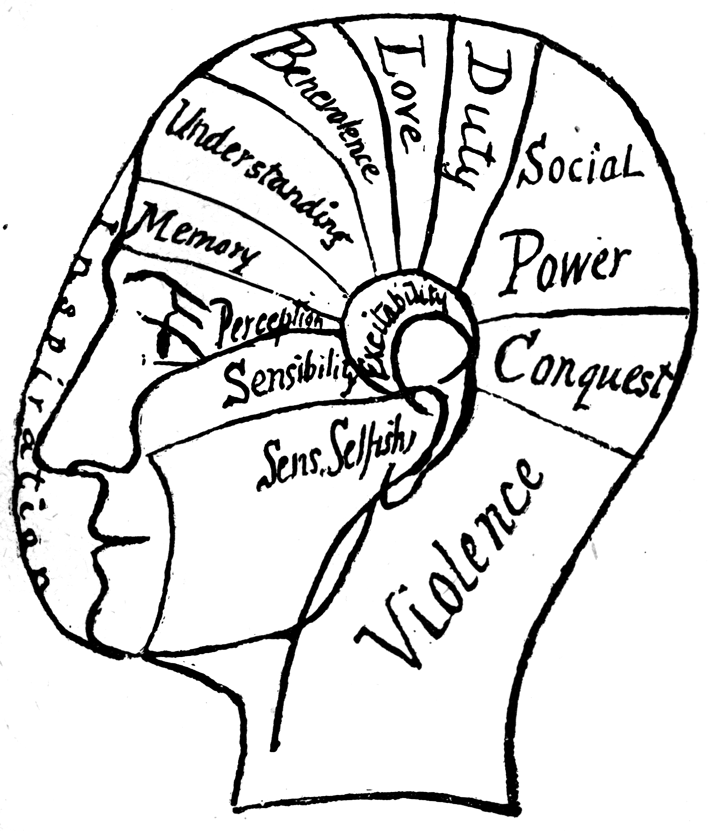 Benevolence
Love
Duty
Understanding
Social
Power
Memory
Inspiration
Perception
Excitability
Sensibility
Conquest
Sens. Selfish
Violence